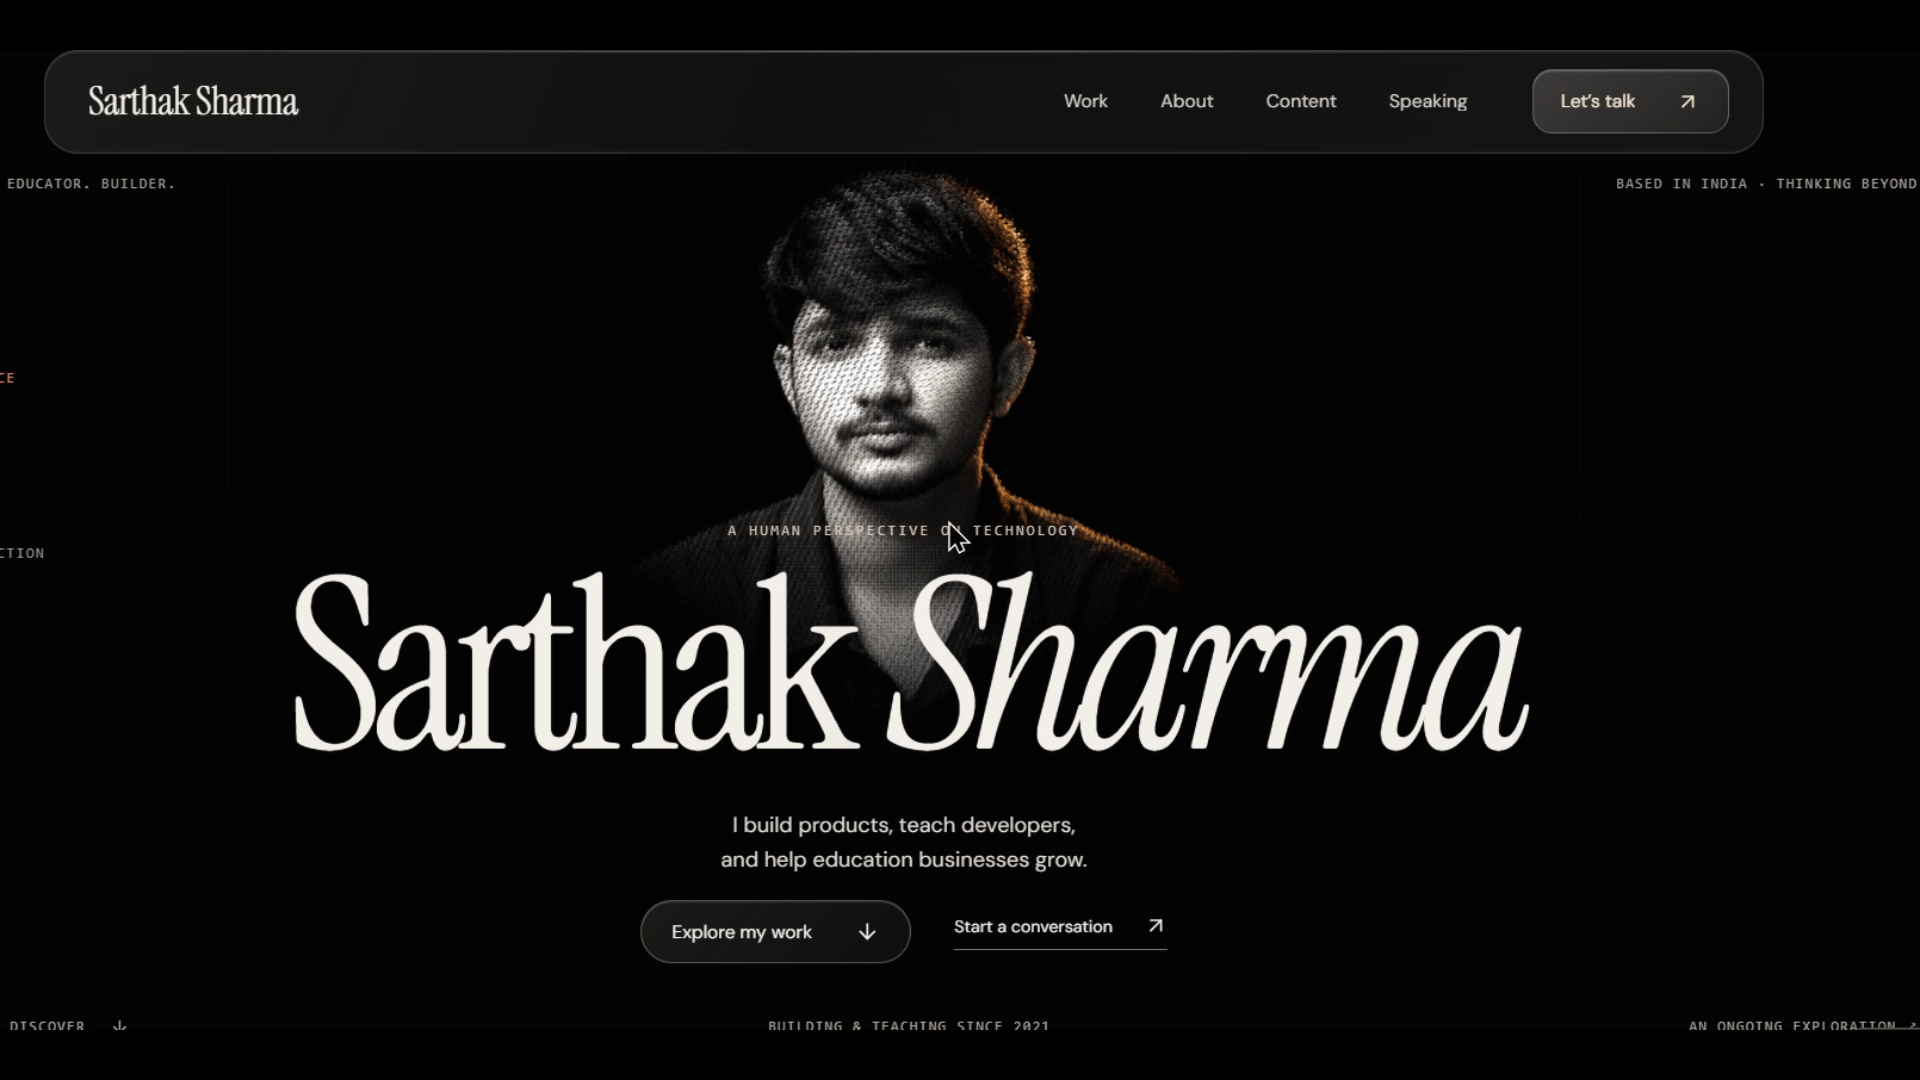 Sarthak Sharma
Work About Content Speaking Let's talk ↗
EDUCATOR. BUILDER.
BASED IN INDIA · THINKING BEYOND
CE
CTION
A HUMAN PERSPECTIVE ON TECHNOLOGY
Sarthak Sharma
I build products, teach developers,
and help education businesses grow.
Explore my work ↓
Start a conversation ↗
DISCOVER ↓
BUILDING & TEACHING SINCE 2021
AN ONGOING EXPLORATION ↗